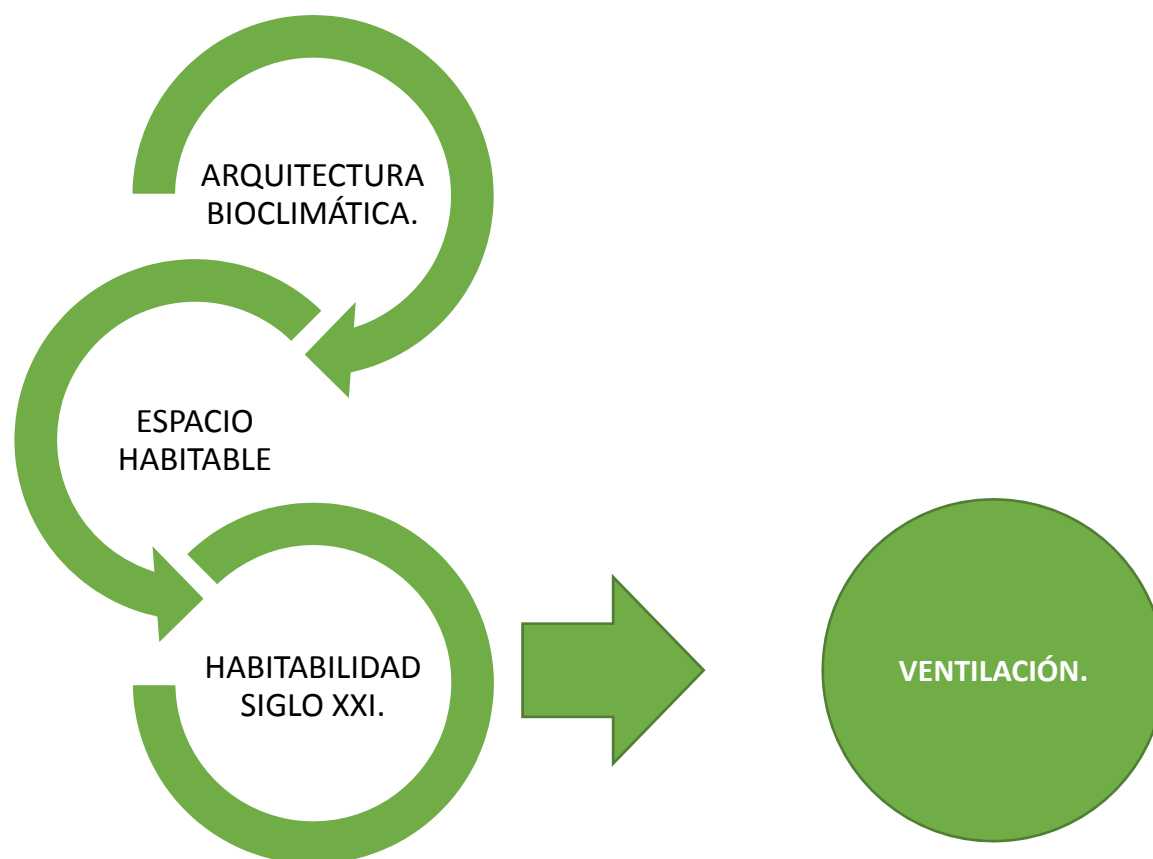 ARQUITECTURA
BIOCLIMÁTICA.
ESPACIO
HABITABLE
HABITABILIDAD
SIGLO XXI.
VENTILACIÓN.